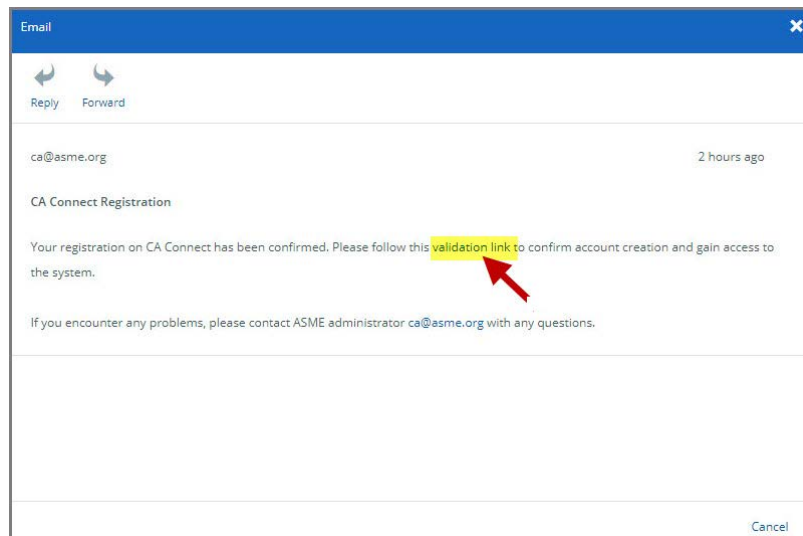 Email
Reply Forward
ca@asme.org 2 hours ago
CA Connect Registration
Your registration on CA Connect has been confirmed. Please follow this validation link to confirm account creation and gain access to
the system.
If you encounter any problems, please contact ASME administrator ca@asme.org with any questions.
Cancel